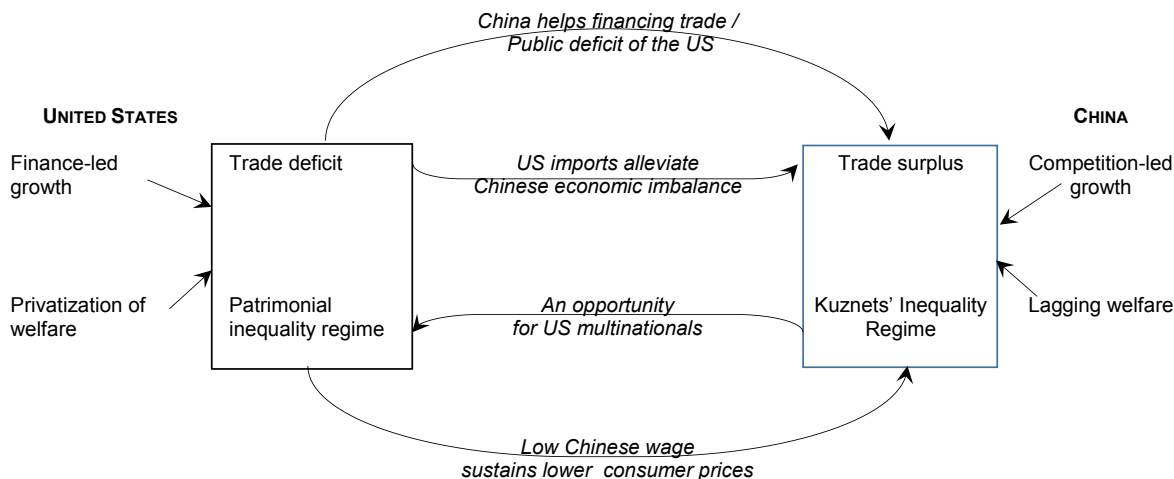 China helps financing trade /
Public deficit of the US
UNITED STATES
CHINA
Finance-led
growth
Trade deficit
US imports alleviate
Chinese economic imbalance
Trade surplus
Competition-led
growth
Privatization of
welfare
Patrimonial
inequality regime
An opportunity
for US multinationals
Kuznets’ Inequality
Regime
Lagging welfare
Low Chinese wage
sustains lower consumer prices